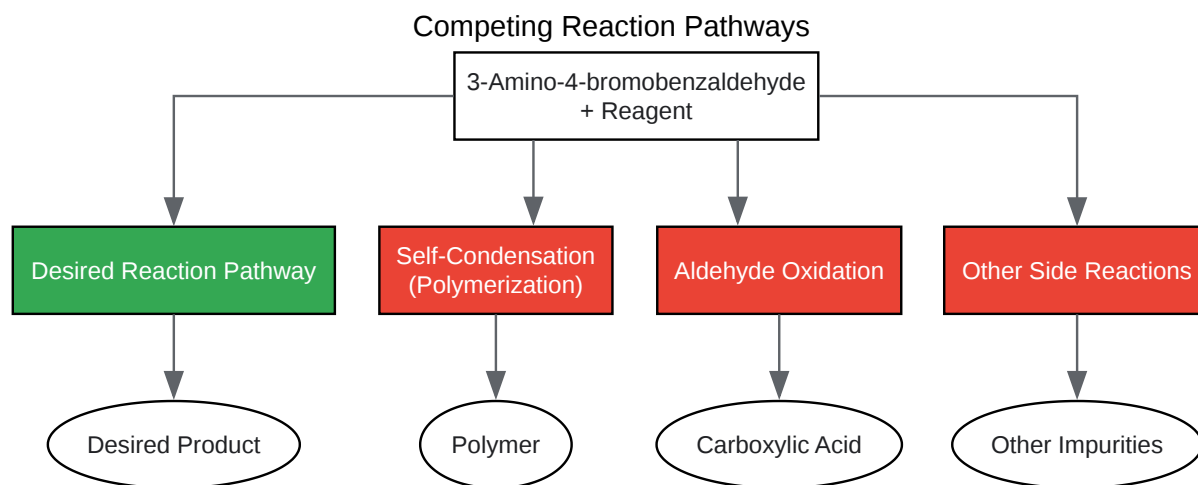 Competing Reaction Pathways
3-Amino-4-bromobenzaldehyde
+ Reagent
Desired Reaction Pathway
Self-Condensation
(Polymerization)
Aldehyde Oxidation
Other Side Reactions
Desired Product
Polymer
Carboxylic Acid
Other Impurities